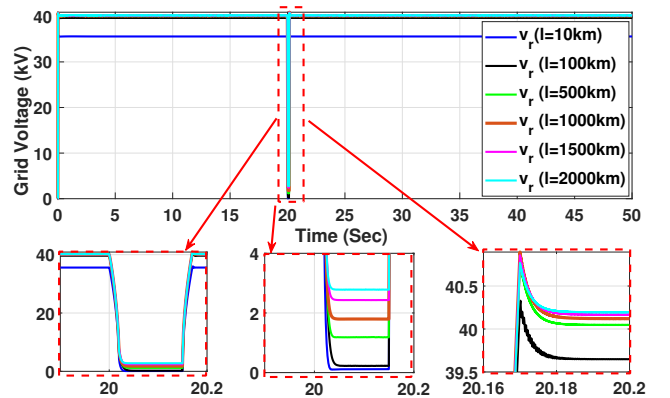 Grid Voltage (kV)
40
30
20
10
0
0 5 10 15 20 25 30 35 40 45 50
Time (Sec)
v_r(l=10km)
v_r (l=100km)
v_r (l=500km)
v_r (l=1000km)
v_r (l=1500km)
v_r (l=2000km)
40
20
0
20 20.2
4
2
0
20 20.2
40.5
40
39.5
20.16 20.18 20.2